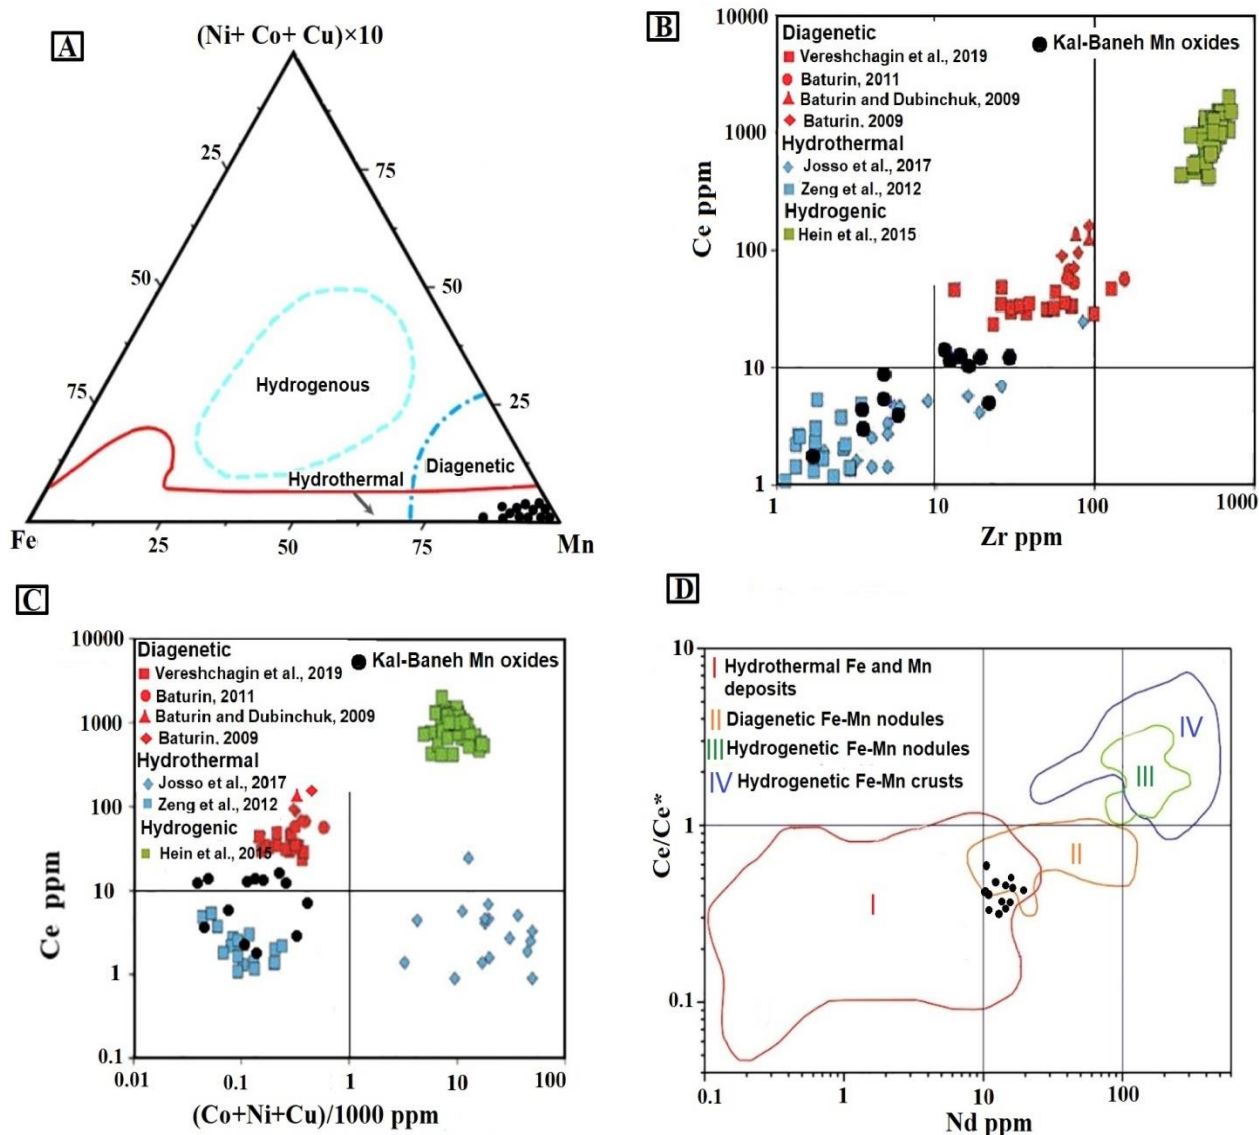 A
(Ni+ Co+ Cu)×10
25
75
50
50
75
25
Hydrogenous
Hydrothermal
Diagenetic
Fe
25
50
75
Mn
B
10000
1000
100
10
1
Ce ppm
Diagenetic
Vereshchagin et al., 2019
Baturin, 2011
Baturin and Dubinchuk, 2009
Baturin, 2009
Hydrothermal
Josso et al., 2017
Zeng et al., 2012
Hydrogenic
Hein et al., 2015
Kal-Baneh Mn oxides
1
10
100
1000
Zr ppm
C
10000
1000
100
10
1
0.1
Ce ppm
Diagenetic
Vereshchagin et al., 2019
Baturin, 2011
Baturin and Dubinchuk, 2009
Baturin, 2009
Hydrothermal
Josso et al., 2017
Zeng et al., 2012
Hydrogenic
Hein et al., 2015
Kal-Baneh Mn oxides
0.01
0.1
1
10
100
(Co+Ni+Cu)/1000 ppm
D
10
1
0.1
Ce/Ce*
I Hydrothermal Fe and Mn
deposits
II Diagenetic Fe-Mn nodules
III Hydrogenetic Fe-Mn nodules
IV Hydrogenetic Fe-Mn crusts
IV
III
II
I
0.1
1
10
100
Nd ppm